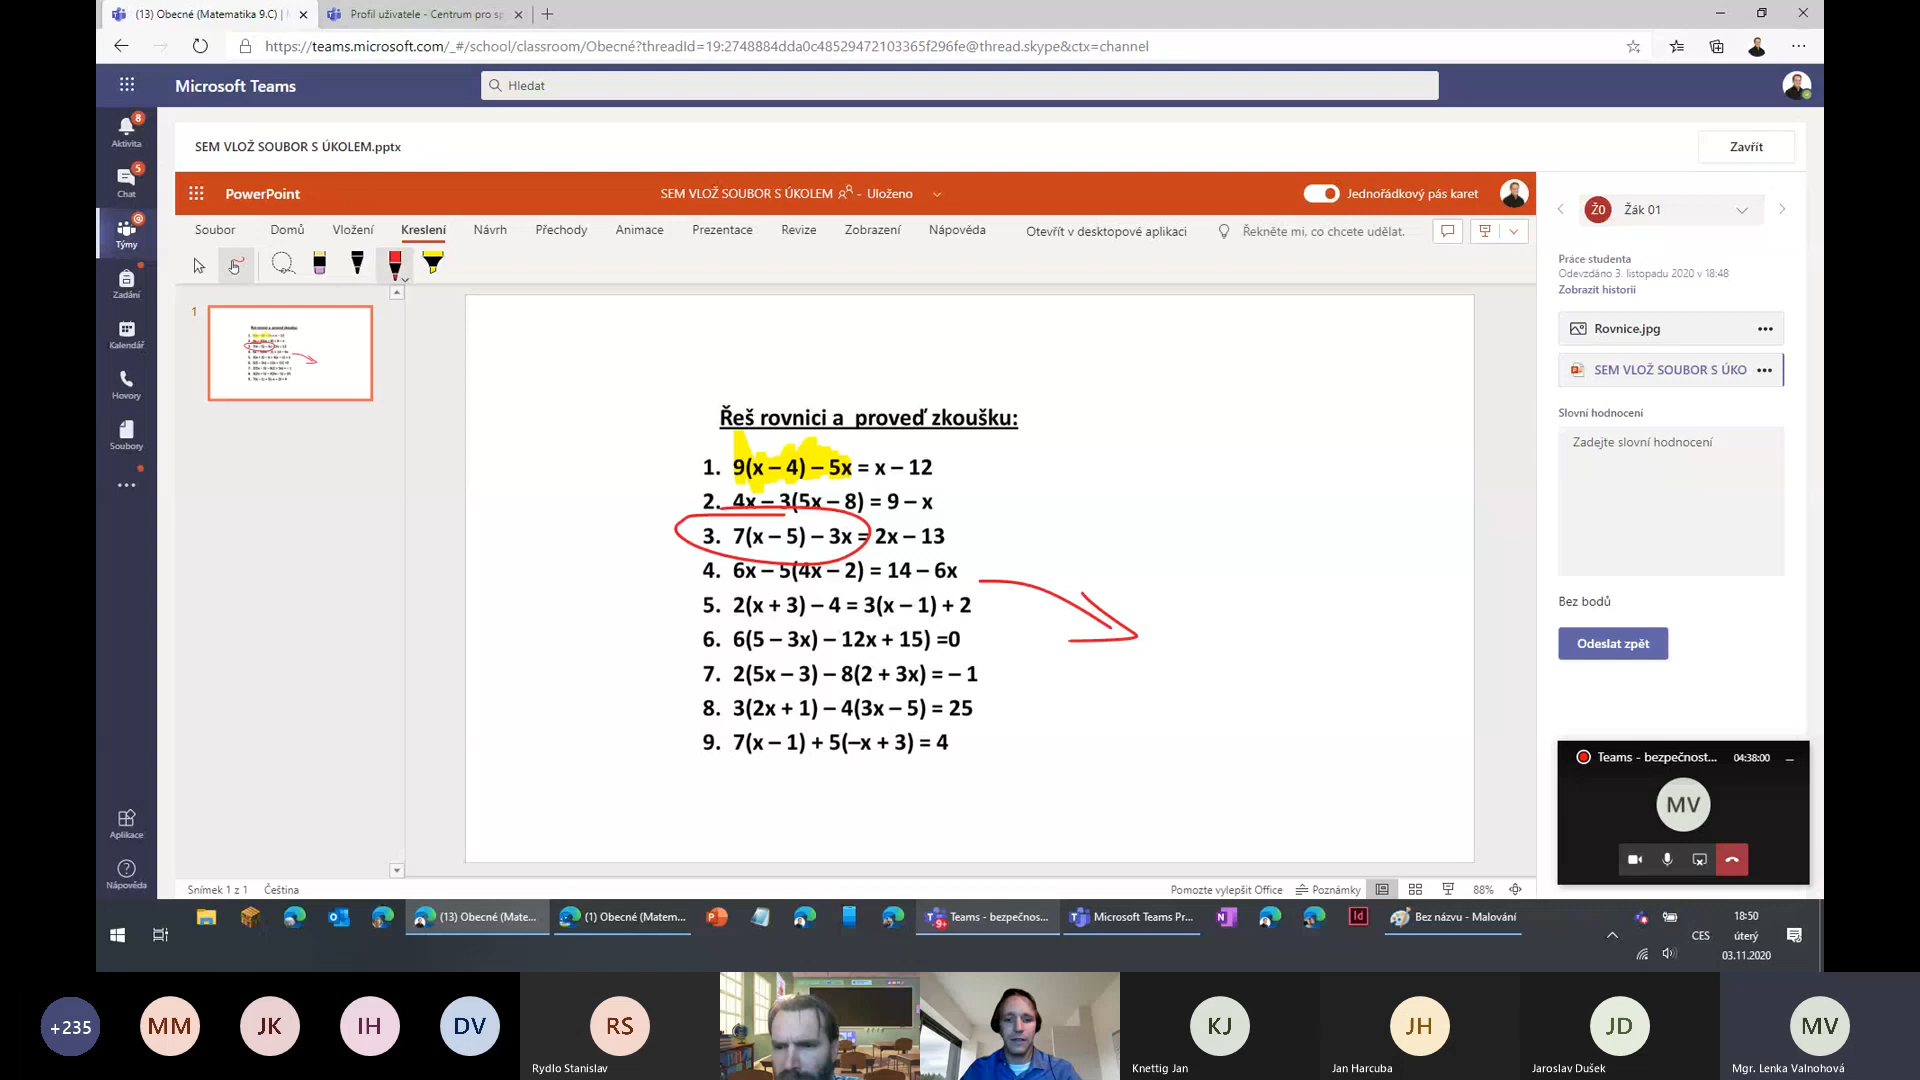 (13) Obecné (Matematika 9.C) |
Profil uživatele - Centrum pro sp
https://teams.microsoft.com/_#/school/classroom/Obecné?threadId=19:2748884dda0c48529472103365f296fe@thread.skype&ctx=channel
Microsoft Teams
Hledat
8
Aktivita
5
Chat
Týmy
Zadání
Kalendář
Hovory
Soubory
Aplikace
Nápověda
SEM VLOŽ SOUBOR S ÚKOLEM.pptx
Zavřít
PowerPoint
SEM VLOŽ SOUBOR S ÚKOLEM - Uloženo
Jednořádkový pás karet
Soubor Domů Vložení Kreslení Návrh Přechody Animace Prezentace Revize Zobrazení Nápověda Otevřít v desktopové aplikaci Řekněte mi, co chcete udělat.
1
Řeš rovnici a proveď zkoušku:
1. 9(x – 4) – 5x = x – 12
2. 4x – 3(5x – 8) = 9 – x
3. 7(x – 5) – 3x = 2x – 13
4. 6x – 5(4x – 2) = 14 – 6x
5. 2(x + 3) – 4 = 3(x – 1) + 2
6. 6(5 – 3x) – 12x + 15) =0
7. 2(5x – 3) – 8(2 + 3x) = – 1
8. 3(2x + 1) – 4(3x – 5) = 25
9. 7(x – 1) + 5(–x + 3) = 4
Ž0 Žák 01
Práce studenta
Odevzdáno 3. listopadu 2020 v 18:48
Zobrazit historii
Rovnice.jpg
SEM VLOŽ SOUBOR S ÚKO
Slovní hodnocení
Zadejte slovní hodnocení
Bez bodů
Odeslat zpět
Teams - bezpečnost... 04:38:00
MV
Snímek 1 z 1 Čeština
Pomozte vylepšit Office Poznámky 88%
(13) Obecné (Mate...
(1) Obecné (Matem...
9+
Teams - bezpečnos...
Microsoft Teams Pr...
Id
Bez názvu - Malování
CES
18:50
úterý
03.11.2020
+235
MM
JK
IH
DV
RS
Rydlo Stanislav
KJ
Knettig Jan
JH
Jan Harcuba
JD
Jaroslav Dušek
MV
Mgr. Lenka Valnohová